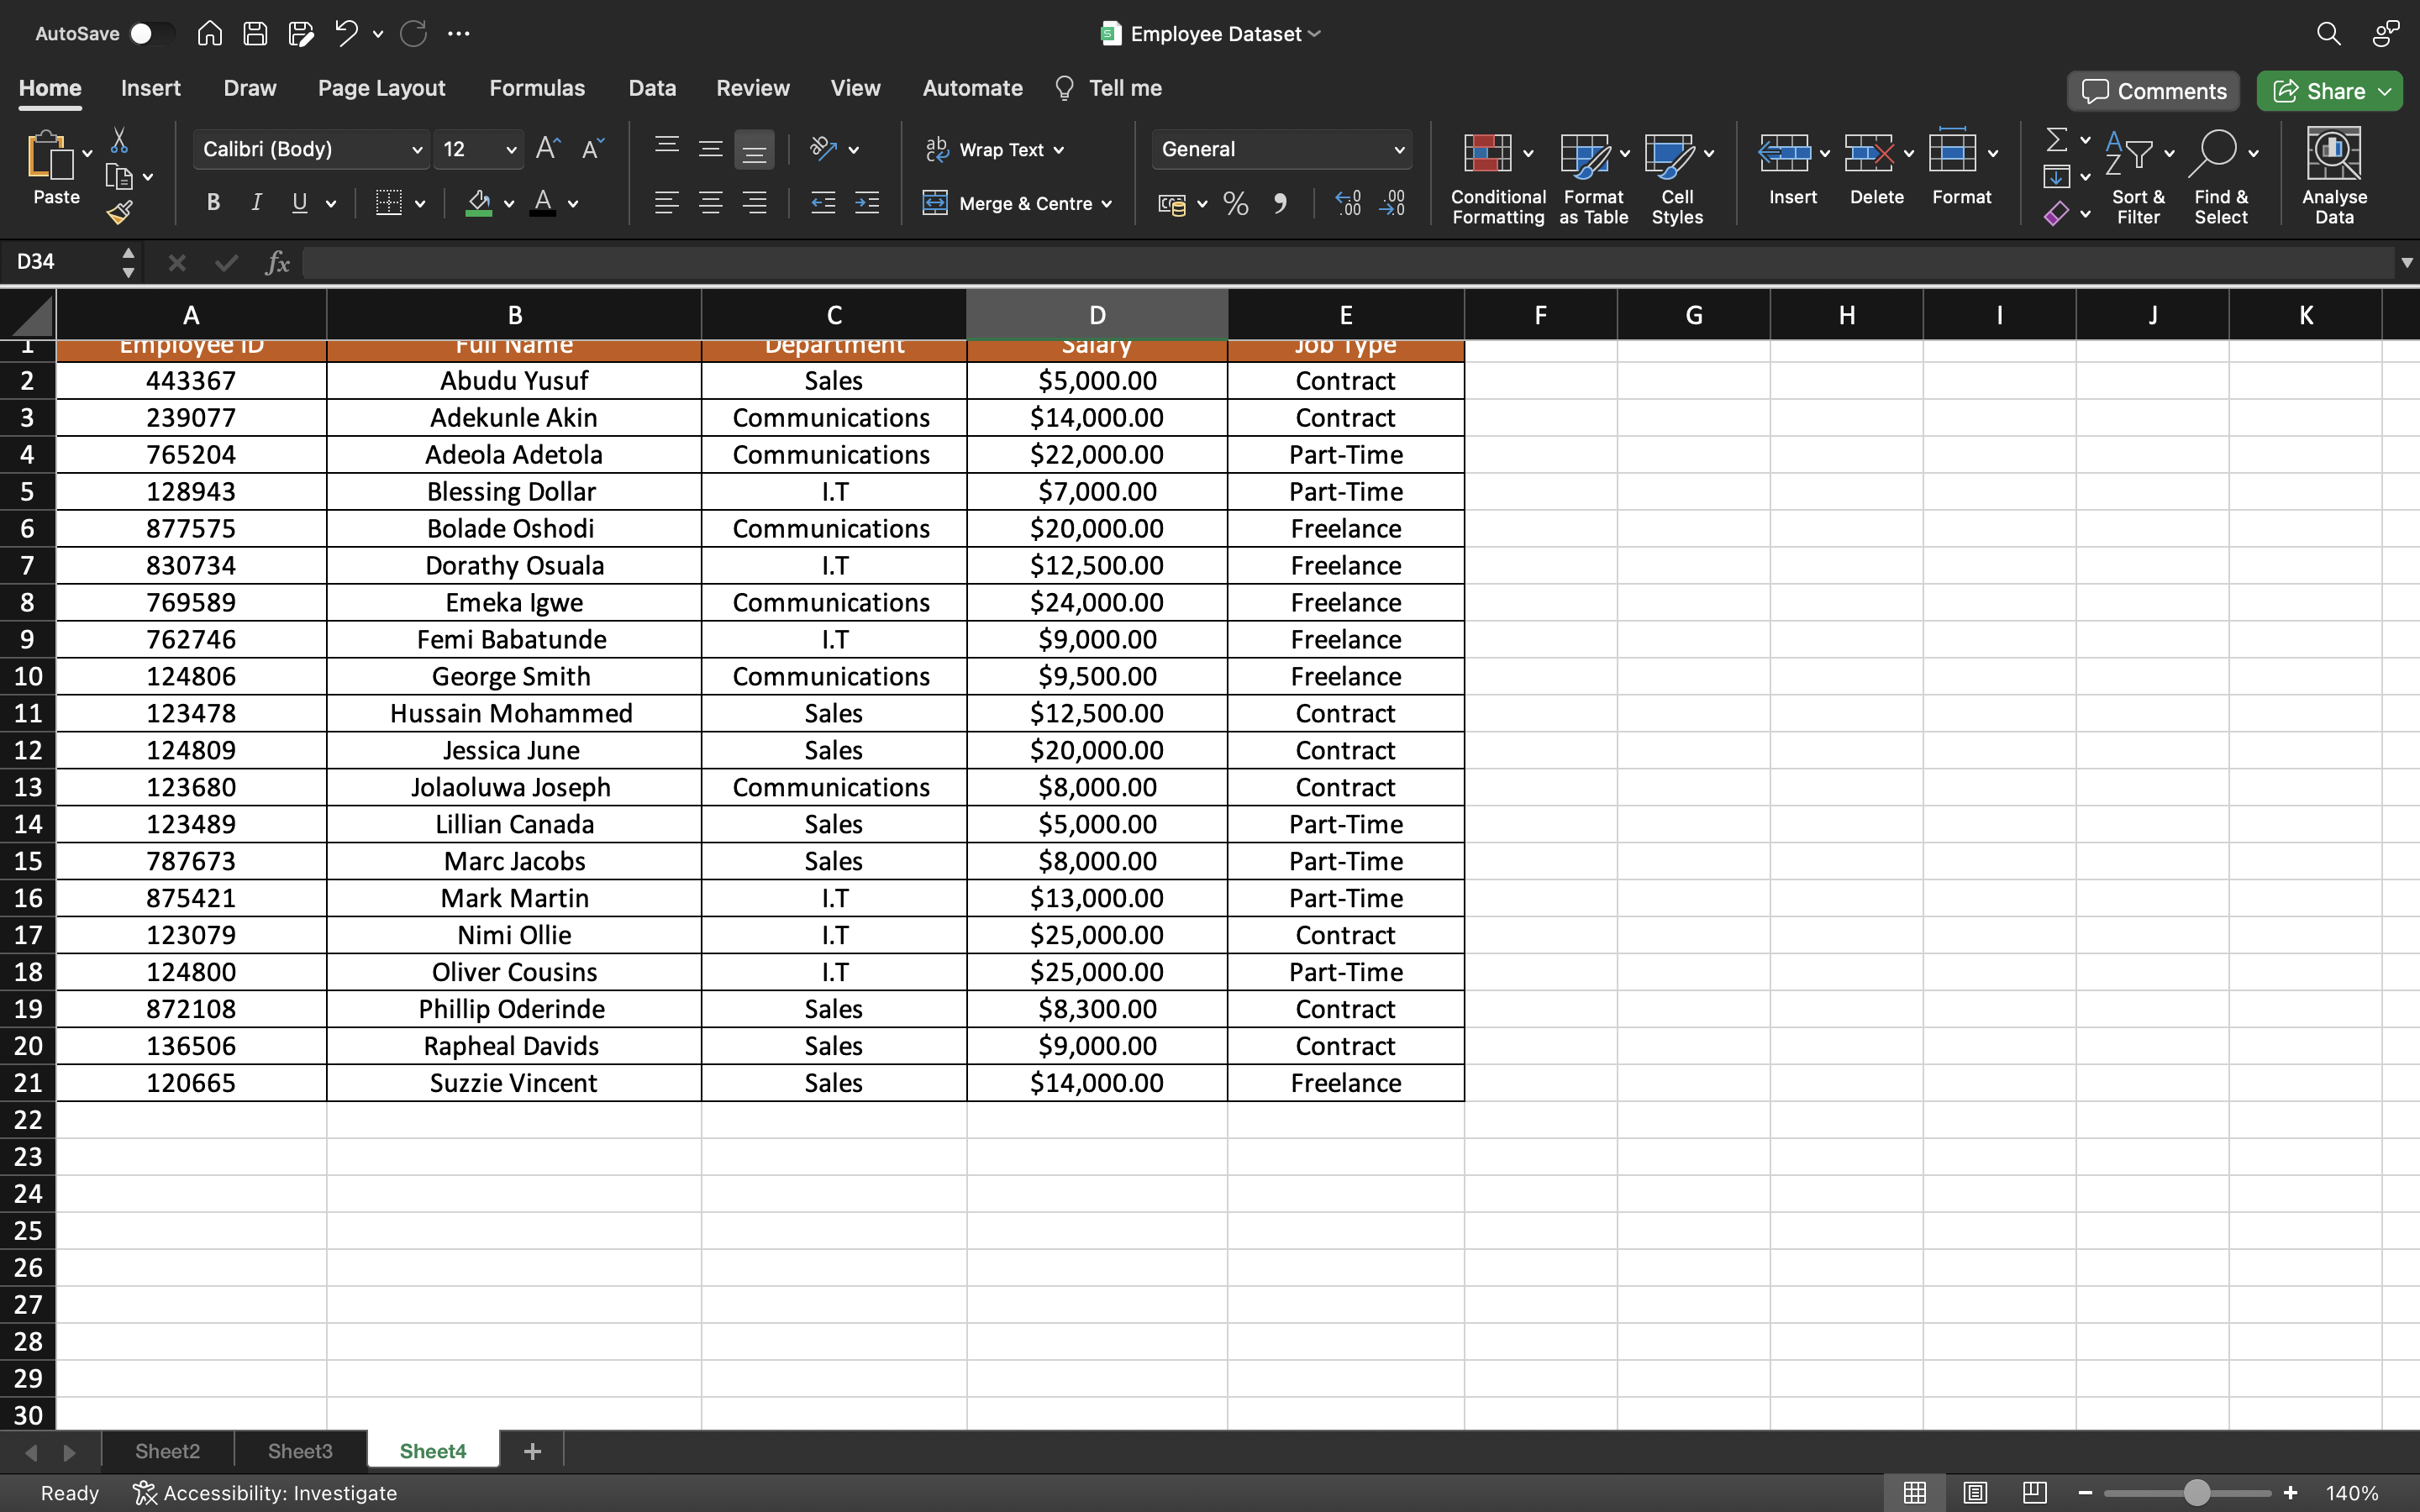 AutoSave
Employee Dataset
Home Insert Draw Page Layout Formulas Data Review View Automate Tell me Comments Share
Calibri (Body) 12 Wrap Text General
Paste B I U Merge & Centre Conditional Formatting Format as Table Cell Styles Insert Delete Format Sort & Filter Find & Select Analyse Data
D34 fx
A B C D E F G H I J K
1 Employee ID Full Name Department Salary Job Type
2 443367 Abudu Yusuf Sales $5,000.00 Contract
3 239077 Adekunle Akin Communications $14,000.00 Contract
4 765204 Adeola Adetola Communications $22,000.00 Part-Time
5 128943 Blessing Dollar I.T $7,000.00 Part-Time
6 877575 Bolade Oshodi Communications $20,000.00 Freelance
7 830734 Dorathy Osuala I.T $12,500.00 Freelance
8 769589 Emeka Igwe Communications $24,000.00 Freelance
9 762746 Femi Babatunde I.T $9,000.00 Freelance
10 124806 George Smith Communications $9,500.00 Freelance
11 123478 Hussain Mohammed Sales $12,500.00 Contract
12 124809 Jessica June Sales $20,000.00 Contract
13 123680 Jolaoluwa Joseph Communications $8,000.00 Contract
14 123489 Lillian Canada Sales $5,000.00 Part-Time
15 787673 Marc Jacobs Sales $8,000.00 Part-Time
16 875421 Mark Martin I.T $13,000.00 Part-Time
17 123079 Nimi Ollie I.T $25,000.00 Contract
18 124800 Oliver Cousins I.T $25,000.00 Part-Time
19 872108 Phillip Oderinde Sales $8,300.00 Contract
20 136506 Rapheal Davids Sales $9,000.00 Contract
21 120665 Suzzie Vincent Sales $14,000.00 Freelance
22
23
24
25
26
27
28
29
30
Sheet2 Sheet3 Sheet4 +
Ready Accessibility: Investigate 140%